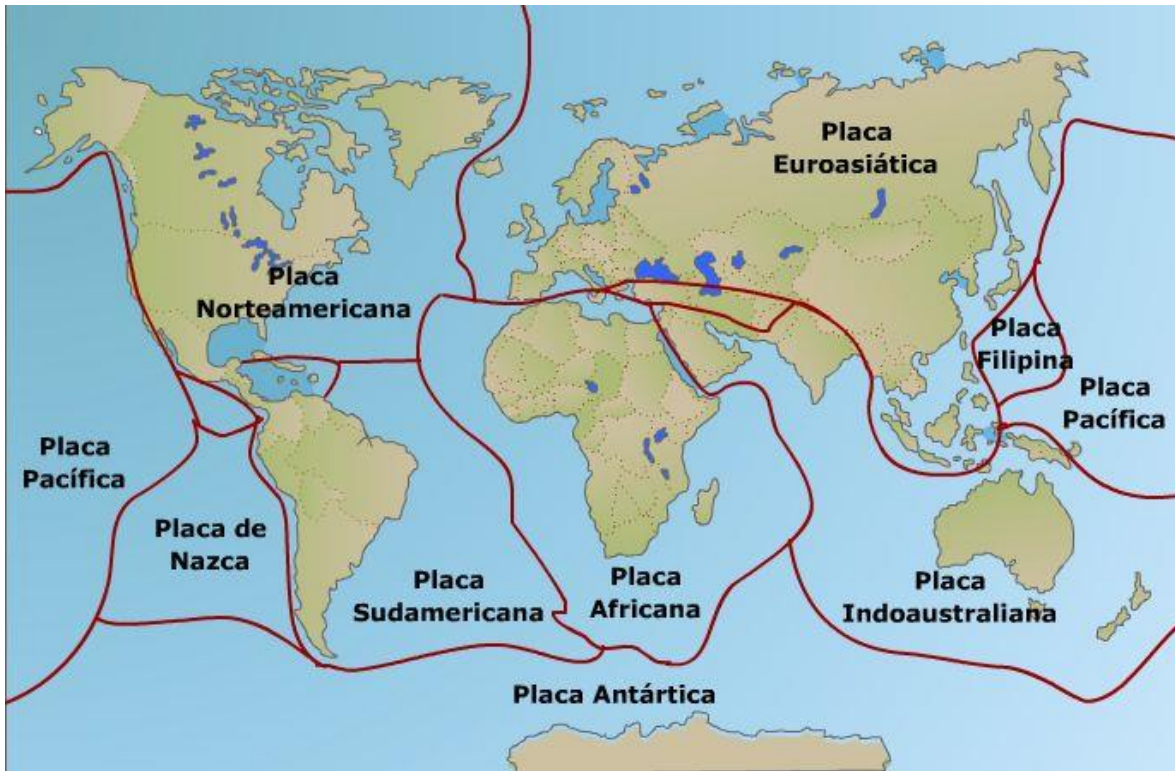 Placa
Euroasiática
Placa
Norteamericana
Placa
Filipina
Placa
Pacífica
Placa
Pacífica
Placa de
Nazca
Placa
Sudamericana
Placa
Africana
Placa
Indoaustraliana
Placa Antártica